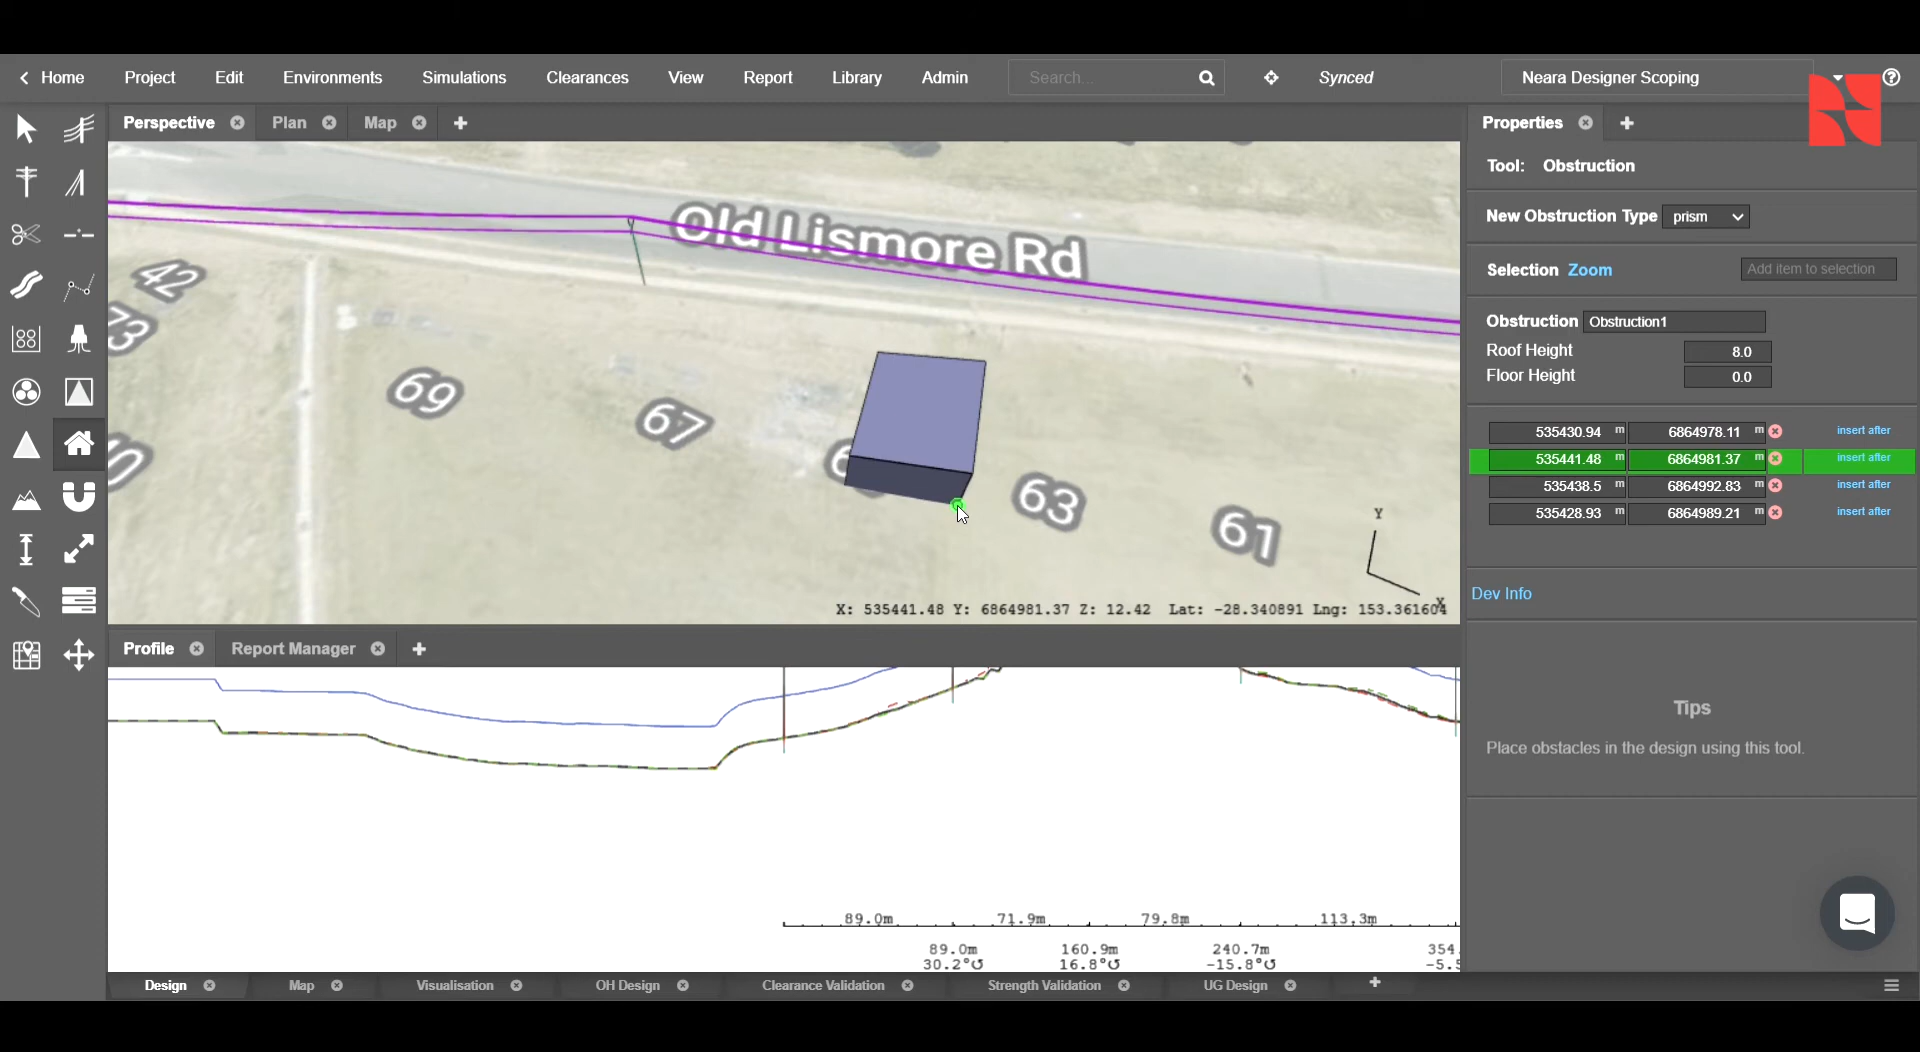 Home Project Edit Environments Simulations Clearances View Report Library Admin Search... Synced Neara Designer Scoping
Perspective Plan Map
Properties
Tool: Obstruction
New Obstruction Type prism
Selection Zoom Add item to selection
Obstruction Obstruction1
Roof Height 8.0
Floor Height 0.0
535430.94 m 6864978.11 m insert after
535441.48 m 6864981.37 m insert after
535438.5 m 6864992.83 m insert after
535428.93 m 6864989.21 m insert after
Dev Info
Tips
Place obstacles in the design using this tool.
Old Lismore Rd
42
73
69
67
63
61
Y
X
X: 535441.48 Y: 6864981.37 Z: 12.42 Lat: -28.340891 Lng: 153.361604
Profile Report Manager
89.0m 71.9m 79.8m 113.3m
89.0m 160.9m 240.7m 354.
30.2°↺ 16.8°↺ -15.8°↺ -5.5
Design Map Visualisation OH Design Clearance Validation Strength Validation UG Design